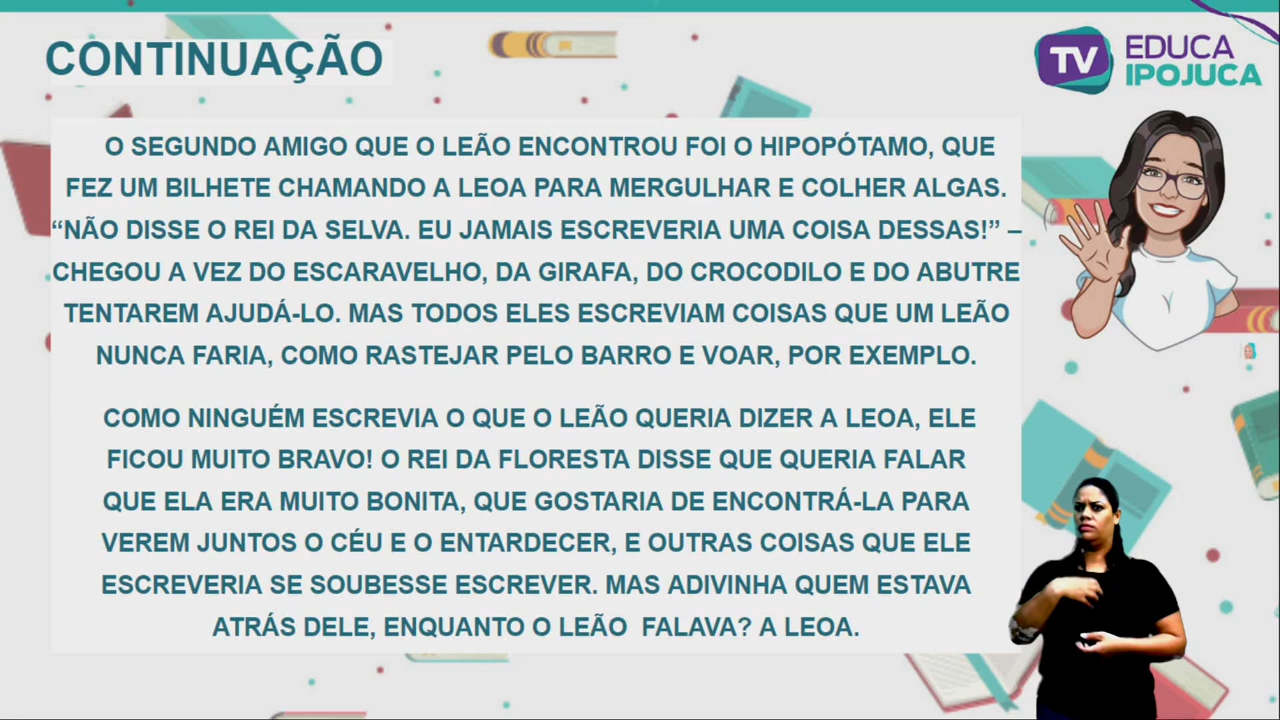 CONTINUAÇÃO
TV EDUCA
IPOJUCA
O SEGUNDO AMIGO QUE O LEÃO ENCONTROU FOI O HIPOPÓTAMO, QUE
FEZ UM BILHETE CHAMANDO A LEOA PARA MERGULHAR E COLHER ALGAS.
“NÃO DISSE O REI DA SELVA. EU JAMAIS ESCREVERIA UMA COISA DESSAS!” –
CHEGOU A VEZ DO ESCARAVELHO, DA GIRAFA, DO CROCODILO E DO ABUTRE
TENTAREM AJUDÁ-LO. MAS TODOS ELES ESCREVIAM COISAS QUE UM LEÃO
NUNCA FARIA, COMO RASTEJAR PELO BARRO E VOAR, POR EXEMPLO.
COMO NINGUÉM ESCREVIA O QUE O LEÃO QUERIA DIZER A LEOA, ELE
FICOU MUITO BRAVO! O REI DA FLORESTA DISSE QUE QUERIA FALAR
QUE ELA ERA MUITO BONITA, QUE GOSTARIA DE ENCONTRÁ-LA PARA
VEREM JUNTOS O CÉU E O ENTARDECER, E OUTRAS COISAS QUE ELE
ESCREVERIA SE SOUBESSE ESCREVER. MAS ADIVINHA QUEM ESTAVA
ATRÁS DELE, ENQUANTO O LEÃO FALAVA? A LEOA.